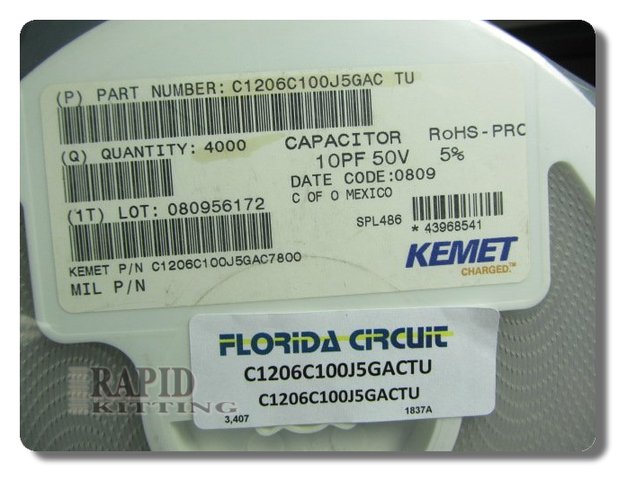 (P) PART NUMBER: C1206C100J5GAC TU
(Q) QUANTITY: 4000
CAPACITOR RoHS-PRC
10PF 50V 5%
DATE CODE:0809
C OF O MEXICO
(1T) LOT: 080956172
SPL486 * 43968541
KEMET P/N C1206C100J5GAC7800
MIL P/N
KEMET
CHARGED.™
FLORIDA CIRCUIT
C1206C100J5GACTU
C1206C100J5GACTU
3,407 1837A
RAPID
KITTING